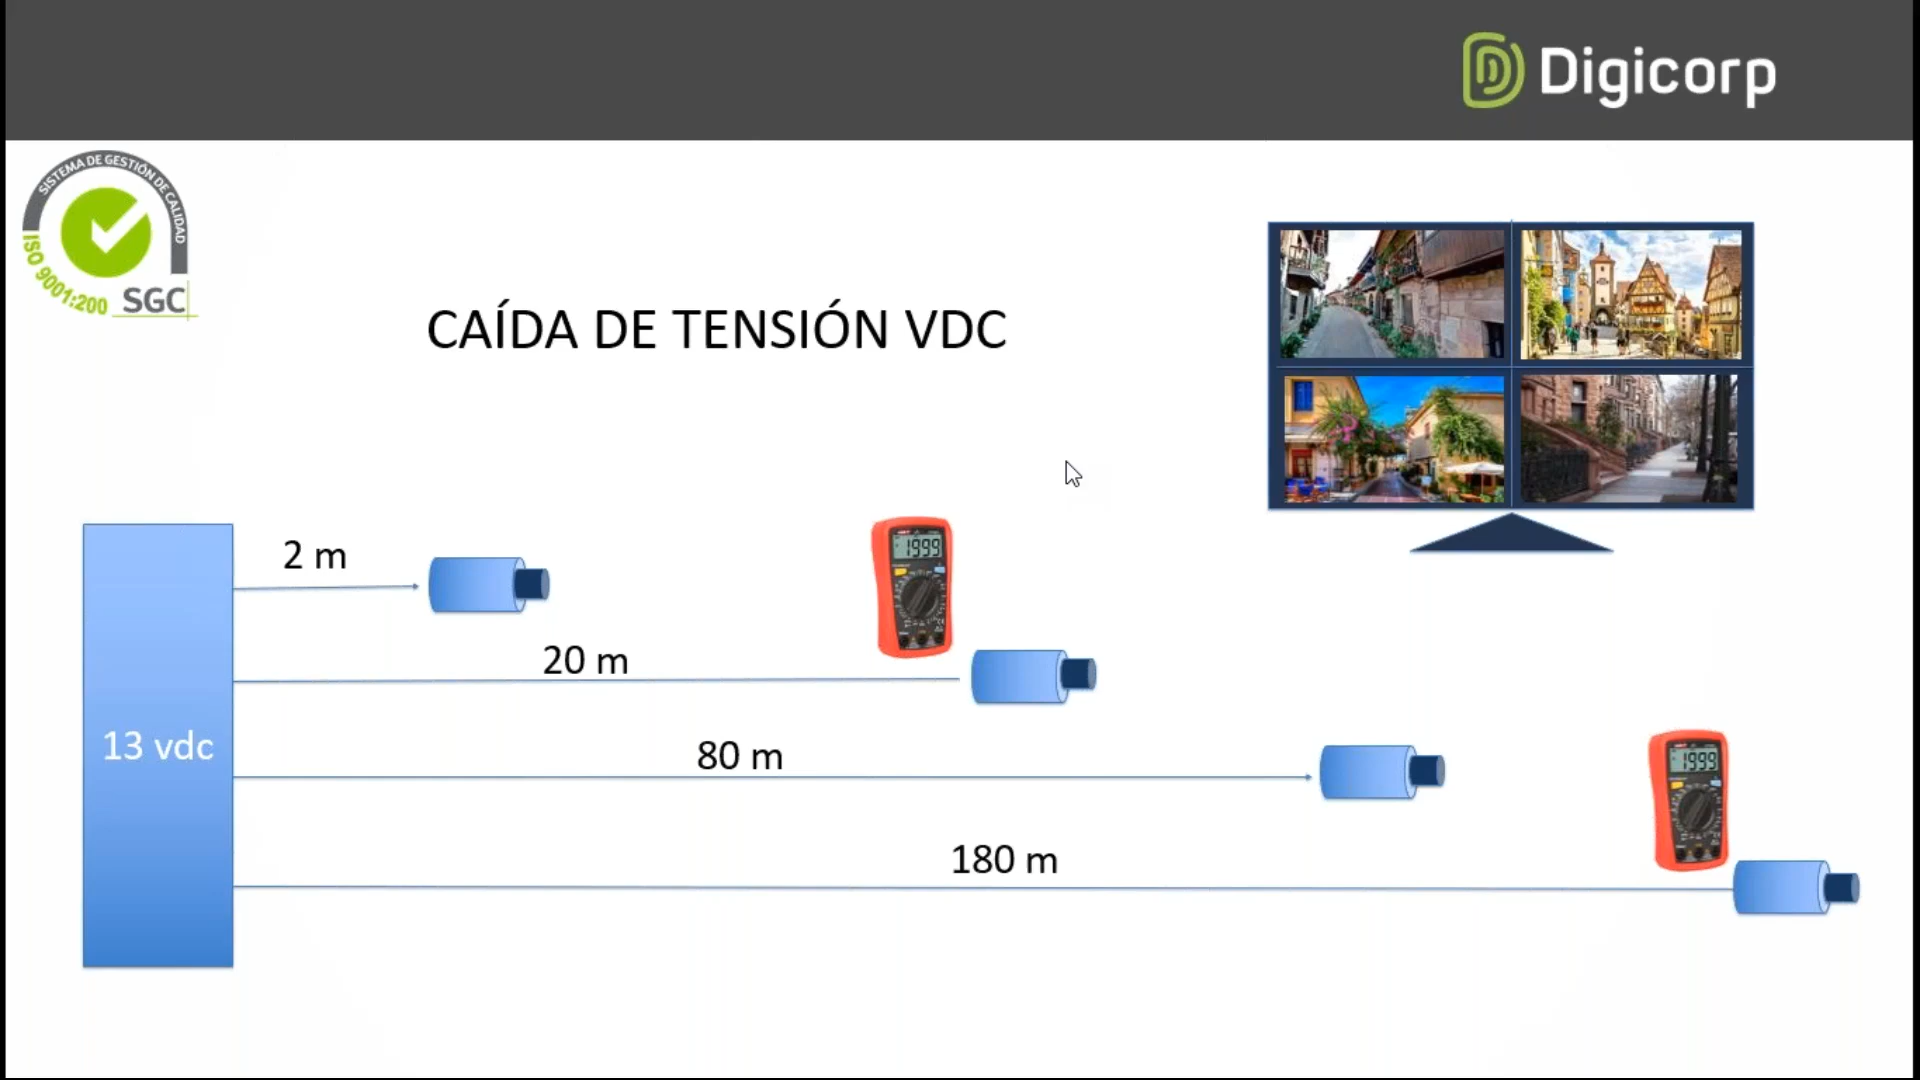 Digicorp
SISTEMA DE GESTIÓN DE CALIDAD
ISO 9001:200
SGC
CAÍDA DE TENSIÓN VDC
2 m
1999
20 m
13 vdc
80 m
1999
180 m